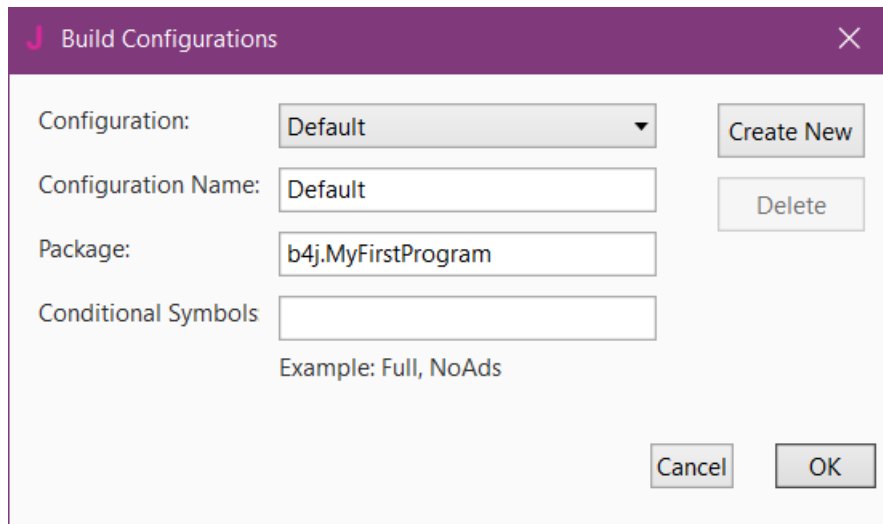 J Build Configurations
Configuration: Default Create New
Configuration Name: Default Delete
Package: b4j.MyFirstProgram
Conditional Symbols
Example: Full, NoAds
Cancel OK